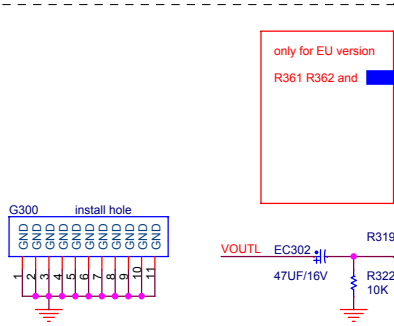 only for EU version
R361 R362 and
G300 install hole
GND GND GND GND GND GND GND GND GND GND GND
1 2 3 4 5 6 7 8 9 10 11
VOUTL EC302 R319
47UF/16V R322
10K